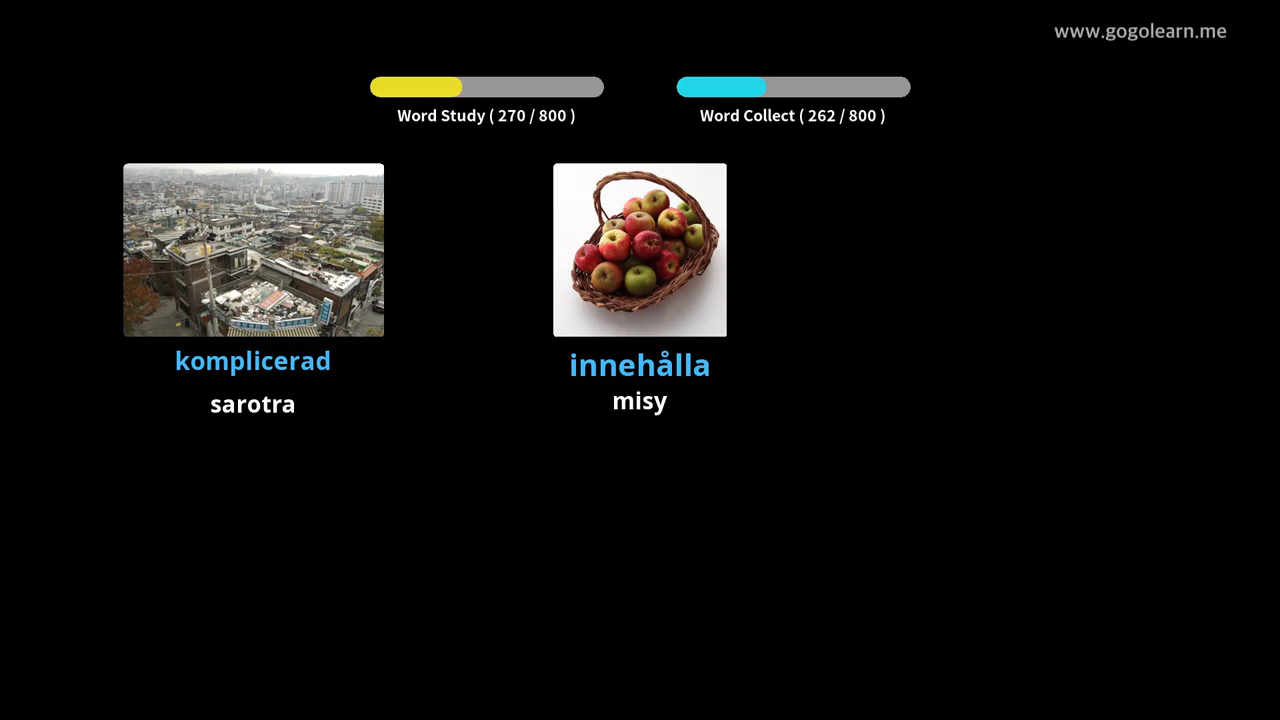 www.gogolearn.me
Word Study ( 270 / 800 )
Word Collect ( 262 / 800 )
komplicerad
sarotra
innehålla
misy